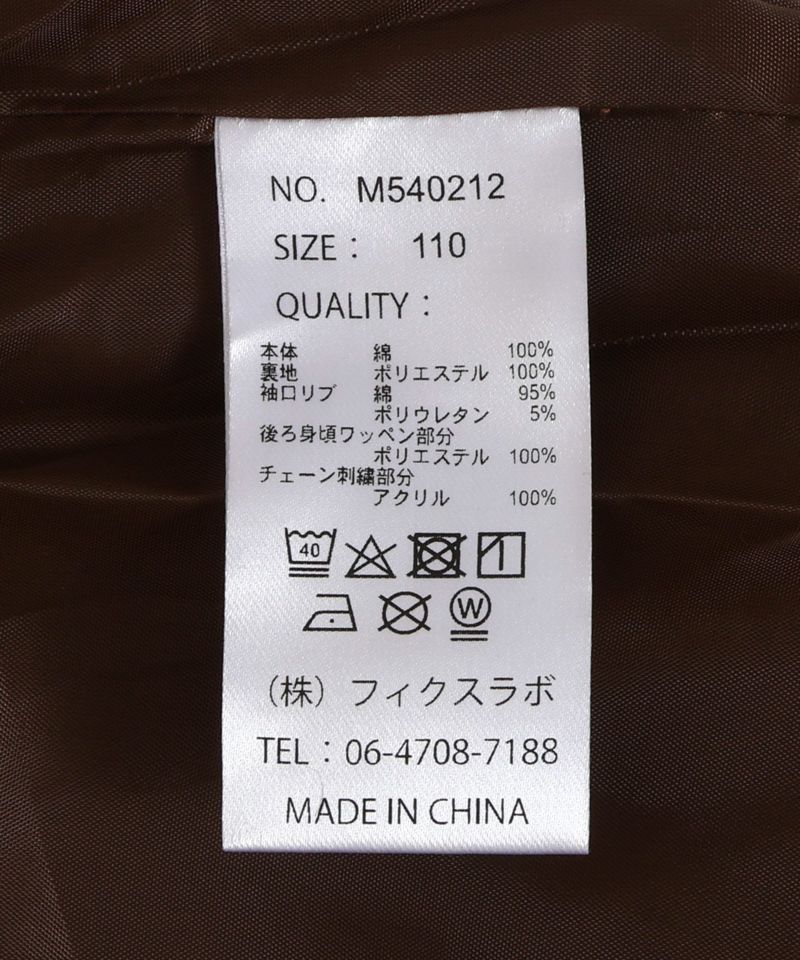 NO. M540212
SIZE : 110
QUALITY :
本体 綿 100%
裏地 ポリエステル 100%
袖口リブ 綿 95%
ポリウレタン 5%
後ろ身頃ワッペン部分
ポリエステル 100%
チェーン刺繍部分
アクリル 100%
40
W
(株) フィクスラボ
TEL : 06-4708-7188
MADE IN CHINA